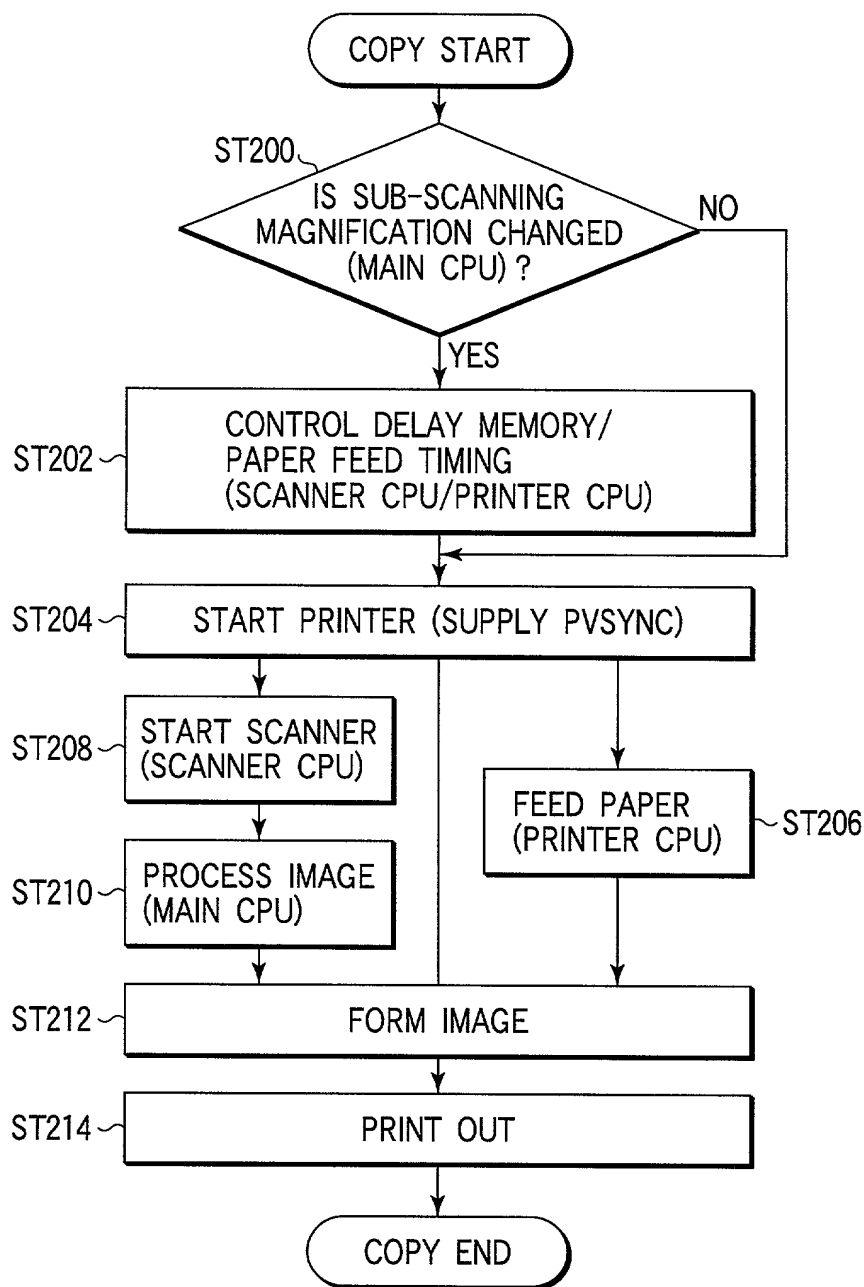 COPY START
ST200
IS SUB-SCANNING
MAGNIFICATION CHANGED
(MAIN CPU) ?
NO
YES
ST202
CONTROL DELAY MEMORY/
PAPER FEED TIMING
(SCANNER CPU/PRINTER CPU)
ST204
START PRINTER (SUPPLY PVSYNC)
ST208
START SCANNER
(SCANNER CPU)
FEED PAPER
(PRINTER CPU)
ST206
ST210
PROCESS IMAGE
(MAIN CPU)
ST212
FORM IMAGE
ST214
PRINT OUT
COPY END